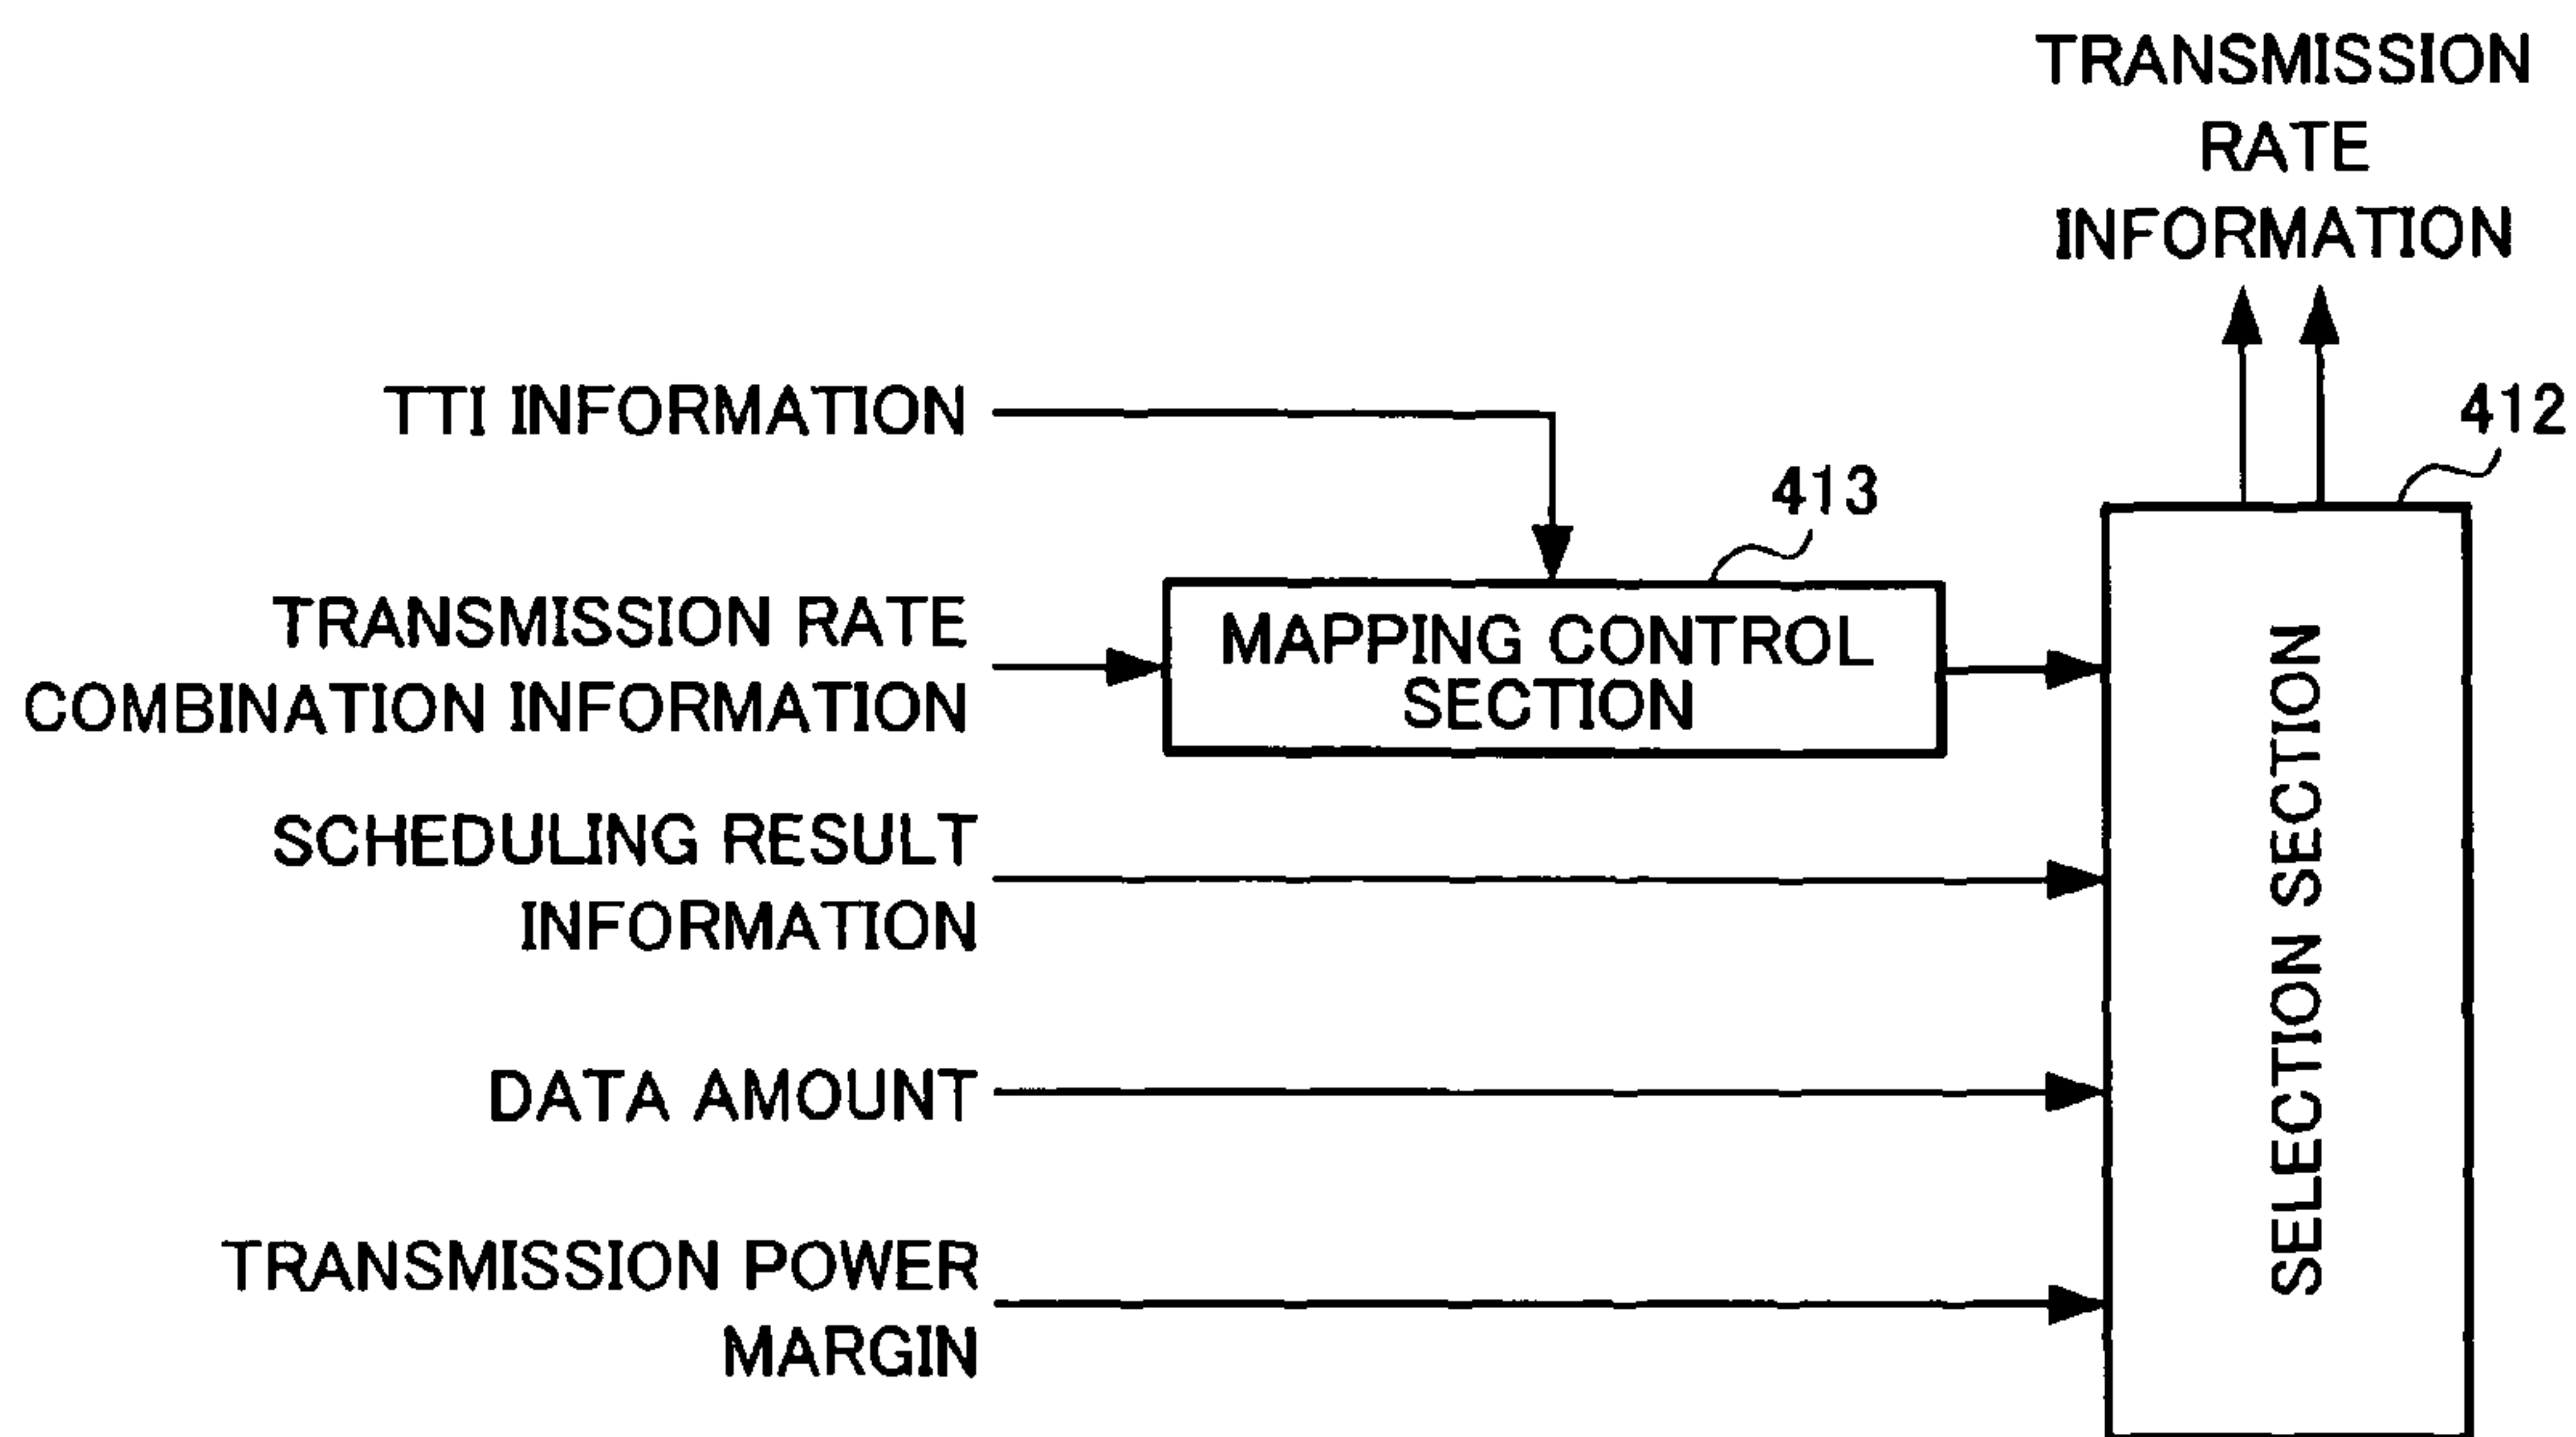 TRANSMISSION
RATE
INFORMATION
TTI INFORMATION
412
413
TRANSMISSION RATE
COMBINATION INFORMATION
MAPPING CONTROL
SECTION
SCHEDULING RESULT
INFORMATION
DATA AMOUNT
TRANSMISSION POWER
MARGIN
SELECTION SECTION